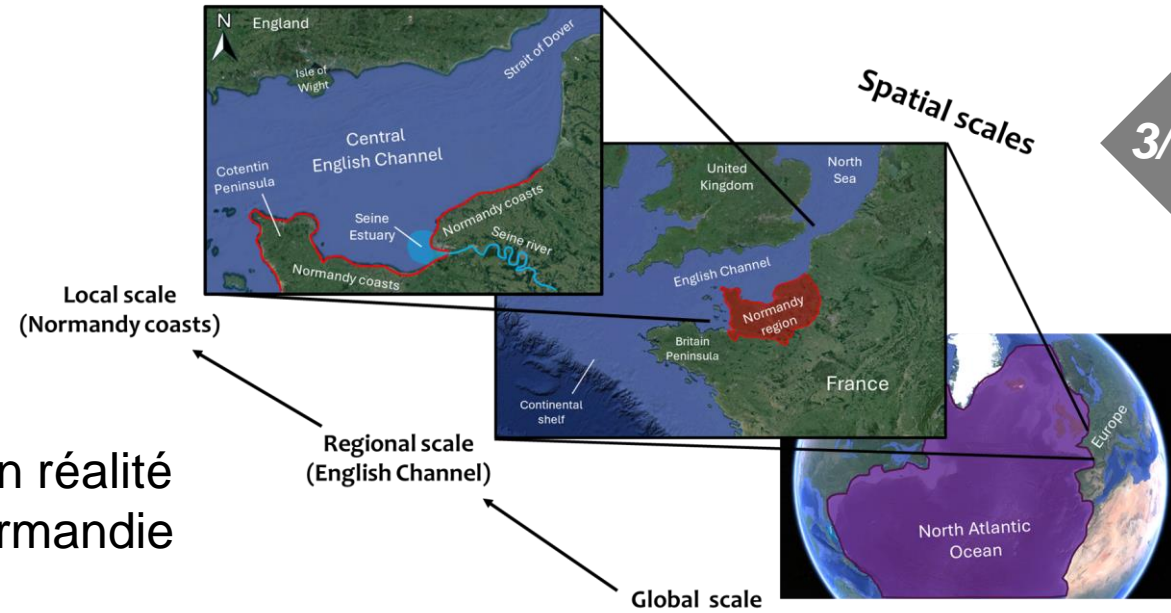 N
England
Isle of
Wight
Strait of Dover
Central
English Channel
Cotentin
Peninsula
Seine
Estuary
Normandy coasts
Seine river
Normandy coasts
Spatial scales
3/
United
Kingdom
North
Sea
English Channel
Normandy
region
Britain
Peninsula
France
Continental
shelf
Local scale
(Normandy coasts)
Regional scale
(English Channel)
Europe
North Atlantic
Ocean
n réalité
rmandie
Global scale